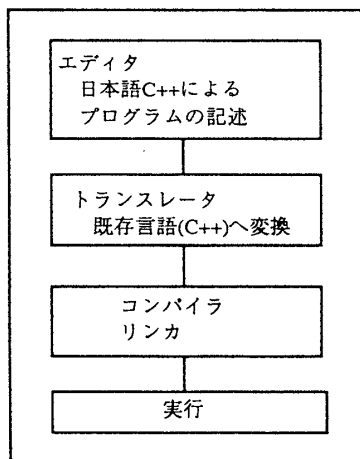 エディタ
日本語C++による
プログラムの記述
トランスレータ
既存言語(C++)へ変換
コンパイラ
リンカ
実行